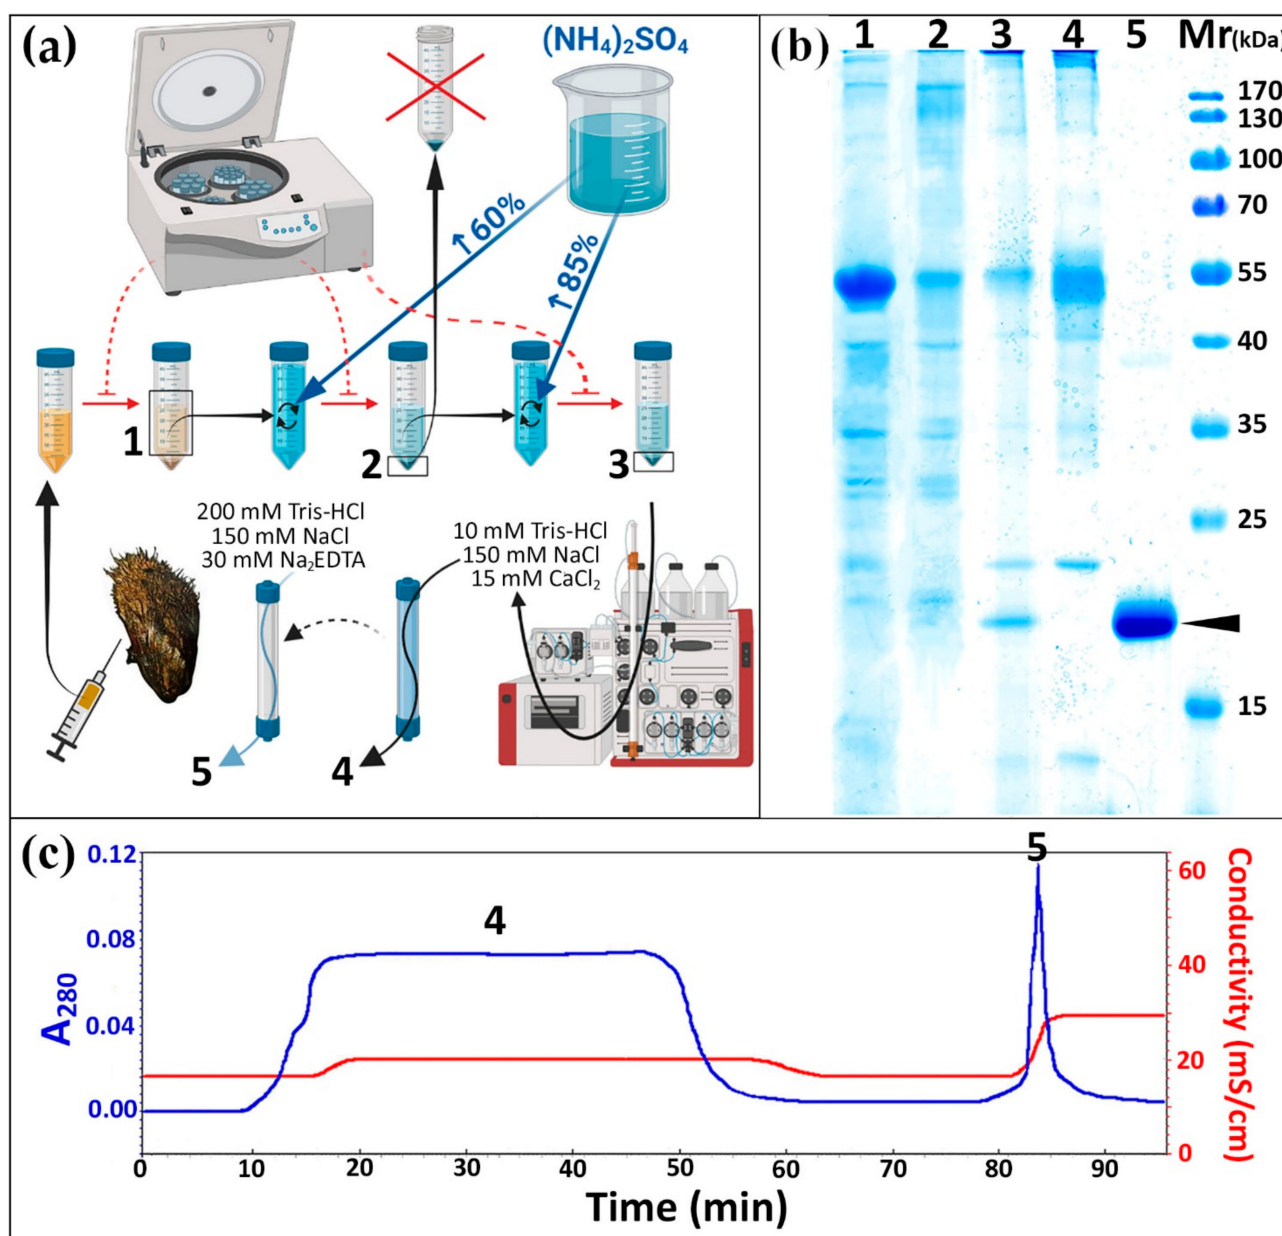 (a)
(NH₄)₂SO₄
↑60%
↑85%
1
2
3
200 mM Tris-HCl
150 mM NaCl
30 mM Na₂EDTA
10 mM Tris-HCl
150 mM NaCl
15 mM CaCl₂
5
4
(b)
1 2 3 4 5 Mr(kDa)
170
130
100
70
55
40
35
25
15
(c)
0.12
0.08
0.04
0.00
A₂₈₀
4
5
60
40
20
0
Conductivity (mS/cm)
0 10 20 30 40 50 60 70 80 90
Time (min)